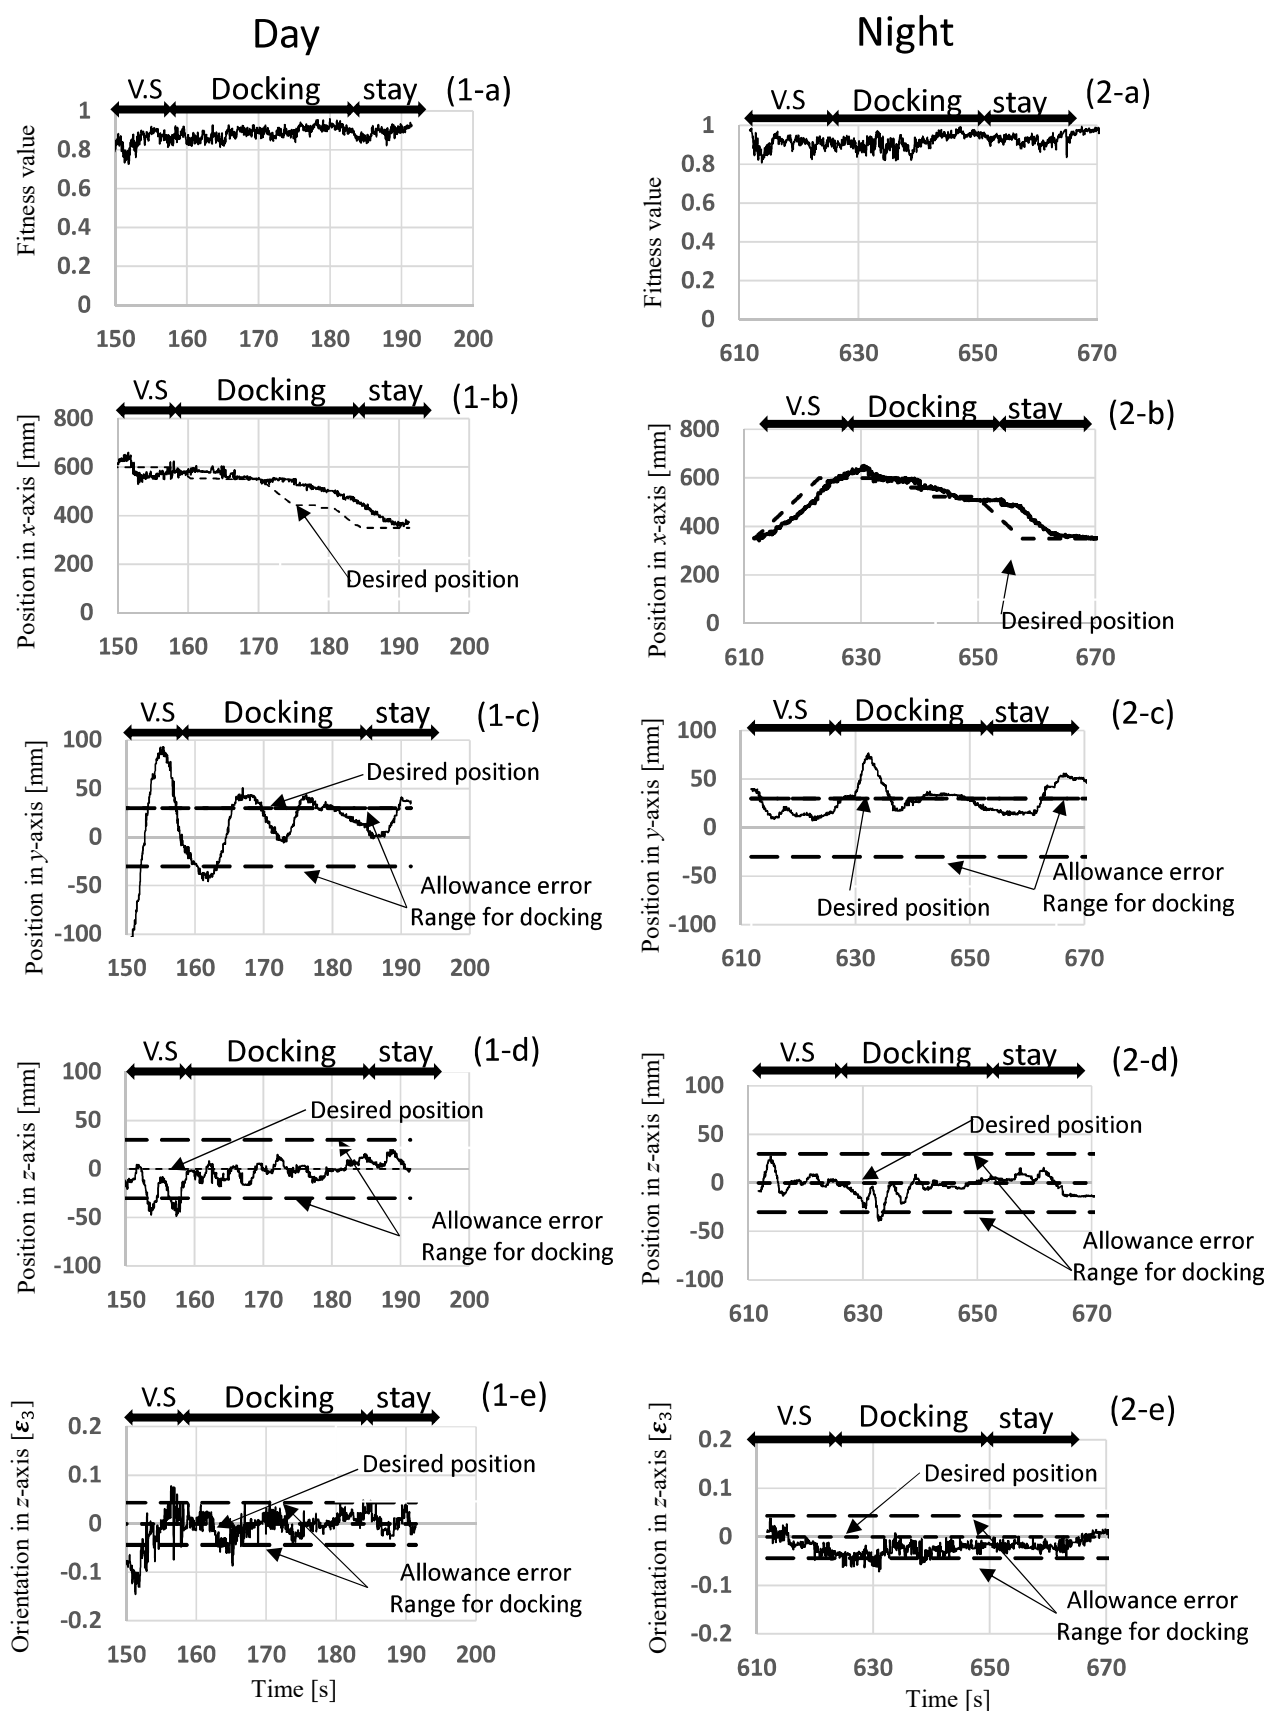 Day
Night
V.S Docking stay (1-a)
1
0.8
0.6
0.4
0.2
0
Fitness value
150 160 170 180 190 200
V.S Docking stay (2-a)
1
0.8
0.6
0.4
0.2
0
Fitness value
610 630 650 670
V.S Docking stay (1-b)
800
600
400
200
0
Position in x-axis [mm]
Desired position
150 160 170 180 190 200
V.S Docking stay (2-b)
800
600
400
200
0
Position in x-axis [mm]
Desired position
610 630 650 670
V.S Docking stay (1-c)
100
50
0
-50
-100
Position in y-axis [mm]
Desired position
Allowance error
Range for docking
150 160 170 180 190 200
V.S Docking stay (2-c)
100
50
0
-50
-100
Position in y-axis [mm]
Allowance error
Range for docking
Desired position
610 630 650 670
V.S Docking stay (1-d)
100
50
0
-50
-100
Position in z-axis [mm]
Desired position
Allowance error
Range for docking
150 160 170 180 190 200
V.S Docking stay (2-d)
100
50
0
-50
-100
Position in z-axis [mm]
Desired position
Allowance error
Range for docking
610 630 650 670
V.S Docking stay (1-e)
0.2
0.1
0
-0.1
-0.2
Orientation in z-axis [ε₃]
Desired position
Allowance error
Range for docking
150 160 170 180 190 200
Time [s]
V.S Docking stay (2-e)
0.2
0.1
0
-0.1
-0.2
Orientation in z-axis [ε₃]
Desired position
Allowance error
Range for docking
610 630 650 670
Time [s]